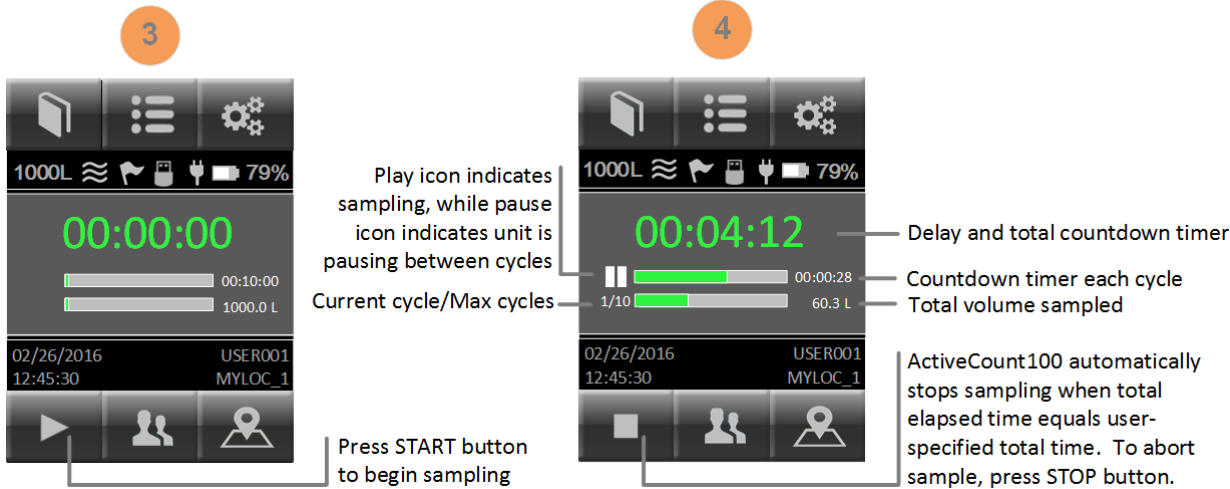 3
1000L 79%
00:00:00
00:10:00
1000.0 L
02/26/2016 USER001
12:45:30 MYLOC_1
Press START button
to begin sampling
4
1000L 79%
00:04:12
00:00:28
1/10 60.3 L
02/26/2016 USER001
12:45:30 MYLOC_1
Play icon indicates
sampling, while pause
icon indicates unit is
pausing between cycles
Current cycle/Max cycles
Delay and total countdown timer
Countdown timer each cycle
Total volume sampled
ActiveCount100 automatically
stops sampling when total
elapsed time equals user-
specified total time. To abort
sample, press STOP button.